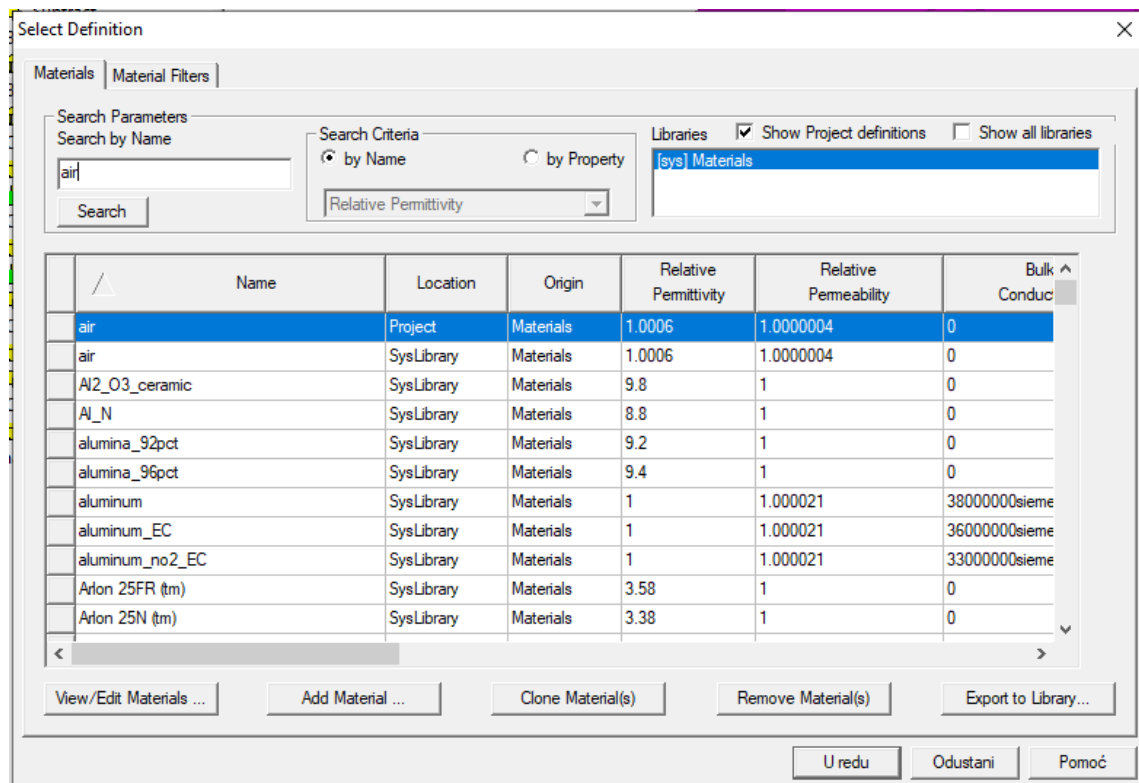 Select Definition
Materials
Material Filters
Search Parameters
Search by Name
air
Search
Search Criteria
by Name
by Property
Relative Permittivity
Libraries
Show Project definitions
Show all libraries
[sys] Materials
Name Location Origin Relative Permittivity Relative Permeability Bulk Conduc
air Project Materials 1.0006 1.0000004 0
air SysLibrary Materials 1.0006 1.0000004 0
Al2_O3_ceramic SysLibrary Materials 9.8 1 0
Al_N SysLibrary Materials 8.8 1 0
alumina_92pct SysLibrary Materials 9.2 1 0
alumina_96pct SysLibrary Materials 9.4 1 0
aluminum SysLibrary Materials 1 1.000021 38000000sieme
aluminum_EC SysLibrary Materials 1 1.000021 36000000sieme
aluminum_no2_EC SysLibrary Materials 1 1.000021 33000000sieme
Arlon 25FR (tm) SysLibrary Materials 3.58 1 0
Arlon 25N (tm) SysLibrary Materials 3.38 1 0
View/Edit Materials ...
Add Material ...
Clone Material(s)
Remove Material(s)
Export to Library...
U redu
Odustani
Pomoć